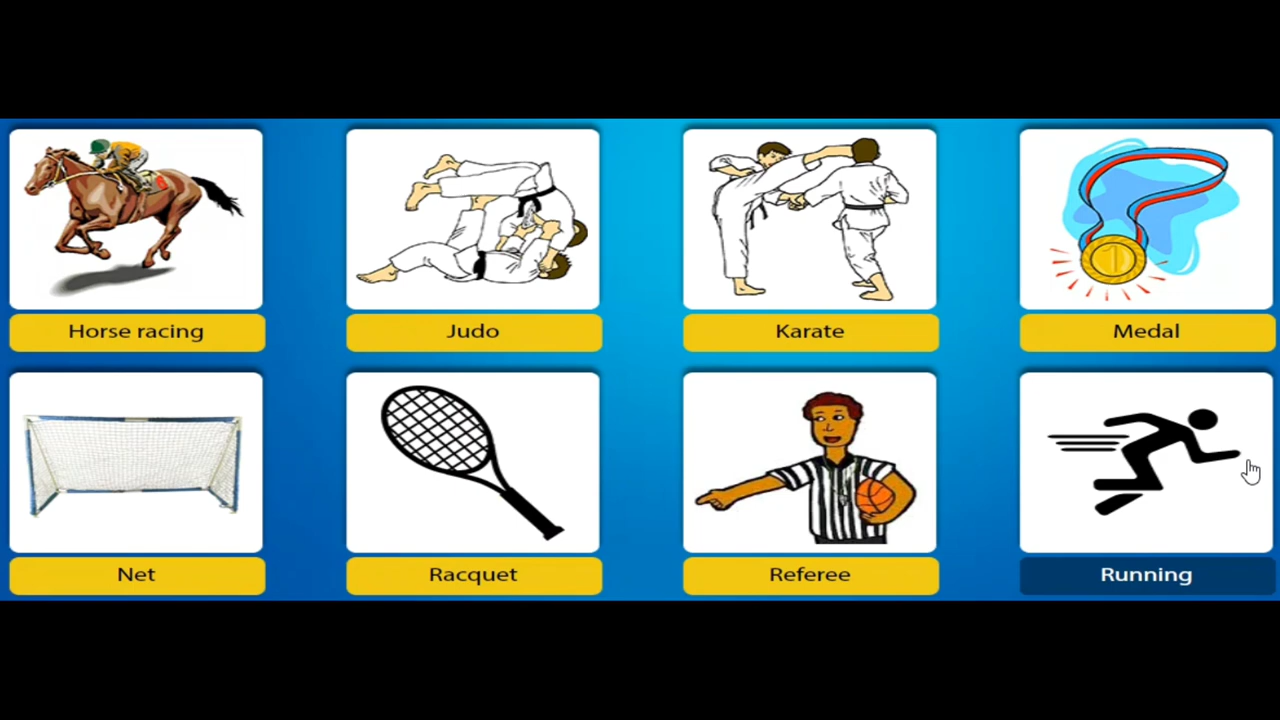 Horse racing
Judo
Karate
Medal
Net
Racquet
Referee
Running